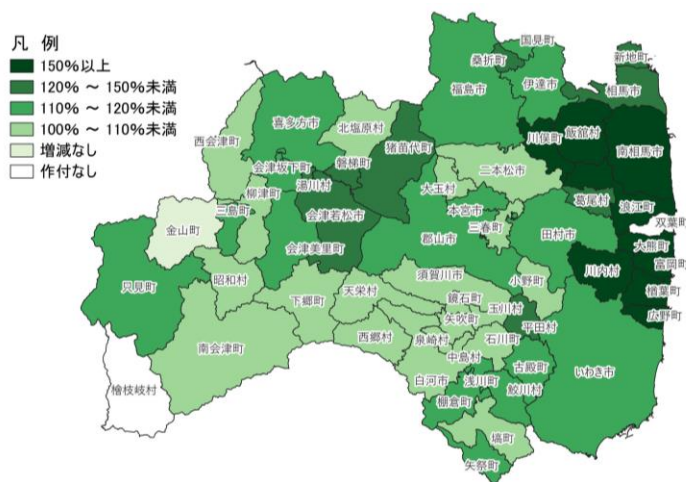 凡 例
150%以上
120% ～ 150%未満
110% ～ 120%未満
100% ～ 110%未満
増減なし
作付なし
国見町
桑折町
新地町
伊達市
相馬市
福島市
喜多方市
北塩原村
西会津町
猪苗代町
川俣町
飯舘村
南相馬市
会津坂下町
磐梯町
二本松市
湯川村
大玉村
柳津町
葛尾村
浪江町
三島町
会津若松市
本宮市
双葉町
金山町
三春町
田村市
大熊町
会津美里町
郡山市
富岡町
川内村
只見町
昭和村
須賀川市
小野町
楢葉町
下郷町
天栄村
鏡石町
玉川村
広野町
矢吹町
平田村
南会津町
西郷村
泉崎村
石川町
中島村
古殿町
いわき市
白河市
浅川町
檜枝岐村
棚倉町
鮫川村
塙町
矢祭町